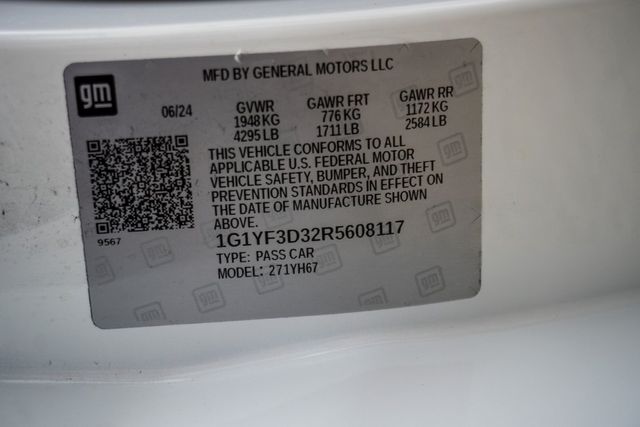 MFD BY GENERAL MOTORS LLC
gm
06/24
GVWR
1948 KG
4295 LB
GAWR FRT
776 KG
1711 LB
GAWR RR
1172 KG
2584 LB
THIS VEHICLE CONFORMS TO ALL
APPLICABLE U.S. FEDERAL MOTOR
VEHICLE SAFETY, BUMPER, AND THEFT
PREVENTION STANDARDS IN EFFECT ON
THE DATE OF MANUFACTURE SHOWN
ABOVE.
9567
1G1YF3D32R5608117
TYPE: PASS CAR
MODEL: 271YH67